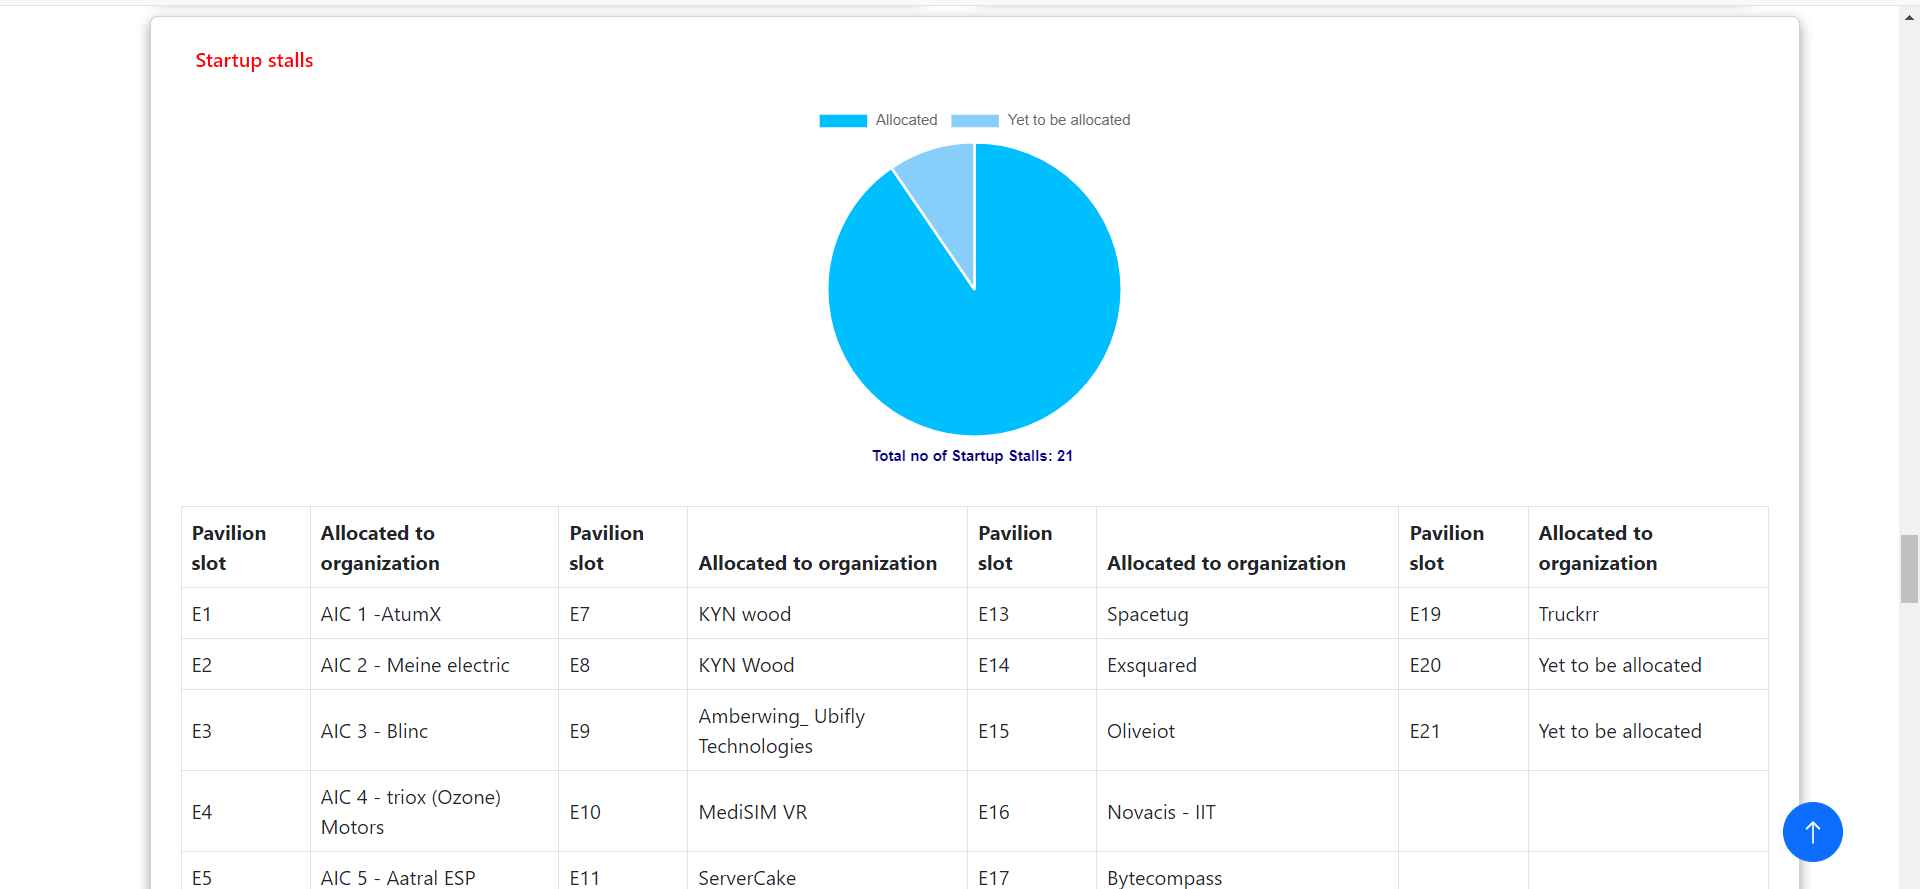 Startup stalls
Allocated
Yet to be allocated
Total no of Startup Stalls: 21
Pavilion slot
Allocated to organization
Pavilion slot
Allocated to organization
Pavilion slot
Allocated to organization
Pavilion slot
Allocated to organization
E1 AIC 1 -AtumX E7 KYN wood E13 Spacetug E19 Truckrr
E2 AIC 2 - Meine electric E8 KYN Wood E14 Exsquared E20 Yet to be allocated
E3 AIC 3 - Blinc E9 Amberwing_ Ubifly Technologies E15 Oliveiot E21 Yet to be allocated
E4 AIC 4 - triox (Ozone) Motors E10 MediSIM VR E16 Novacis - IIT
E5 AIC 5 - Aatral ESP E11 ServerCake E17 Bytecompass